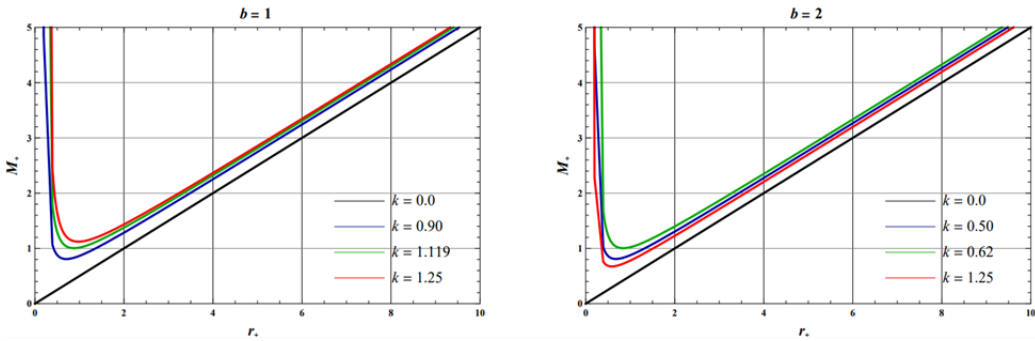 b = 1
M₊
5
4
3
2
1
0
k = 0.0
k = 0.90
k = 1.119
k = 1.25
0 2 4 6 8 10
r₊
b = 2
M₊
5
4
3
2
1
0
k = 0.0
k = 0.50
k = 0.62
k = 1.25
0 2 4 6 8 10
r₊